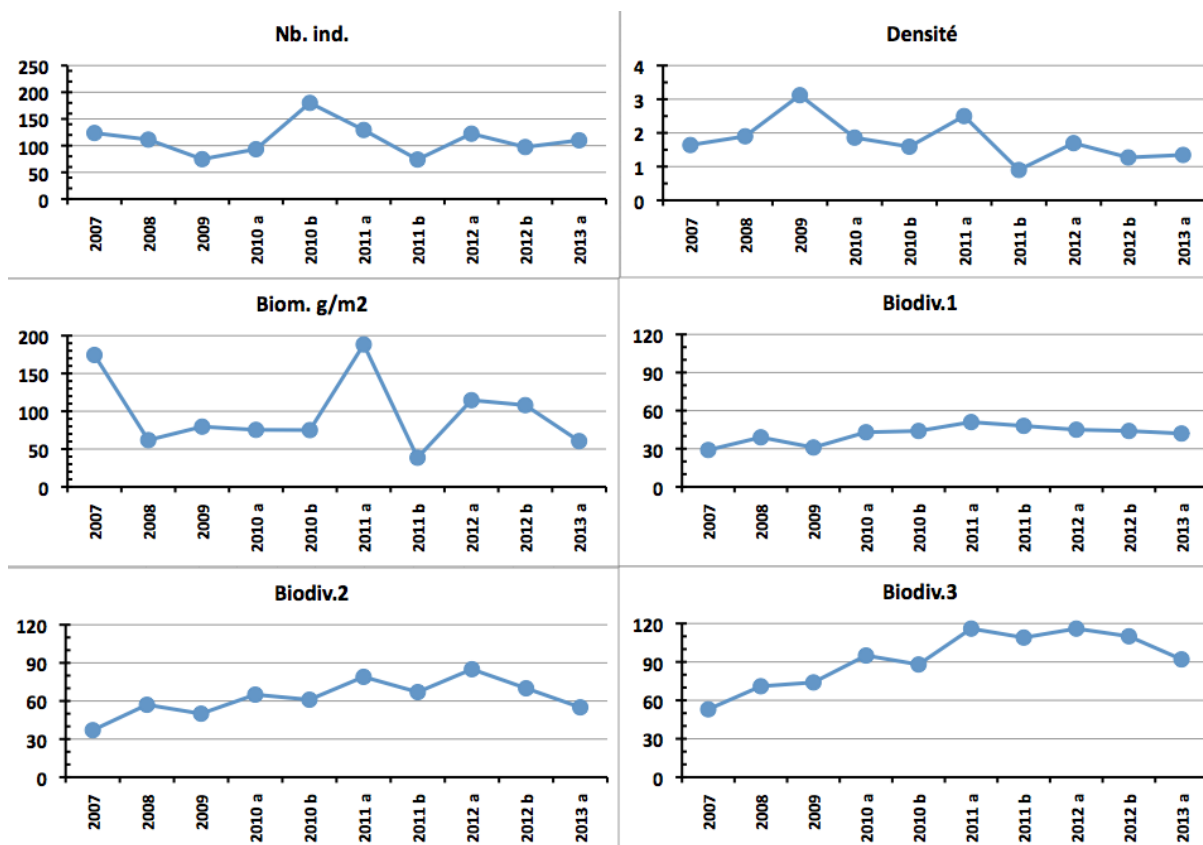 Nb. ind.
250
200
150
100
50
0
2007
2008
2009
2010 a
2010 b
2011 a
2011 b
2012 a
2012 b
2013 a
Densité
4
3
2
1
0
2007
2008
2009
2010 a
2010 b
2011 a
2011 b
2012 a
2012 b
2013 a
Biom. g/m2
200
150
100
50
0
2007
2008
2009
2010 a
2010 b
2011 a
2011 b
2012 a
2012 b
2013 a
Biodiv.1
120
90
60
30
0
2007
2008
2009
2010 a
2010 b
2011 a
2011 b
2012 a
2012 b
2013 a
Biodiv.2
120
90
60
30
0
2007
2008
2009
2010 a
2010 b
2011 a
2011 b
2012 a
2012 b
2013 a
Biodiv.3
120
90
60
30
0
2007
2008
2009
2010 a
2010 b
2011 a
2011 b
2012 a
2012 b
2013 a